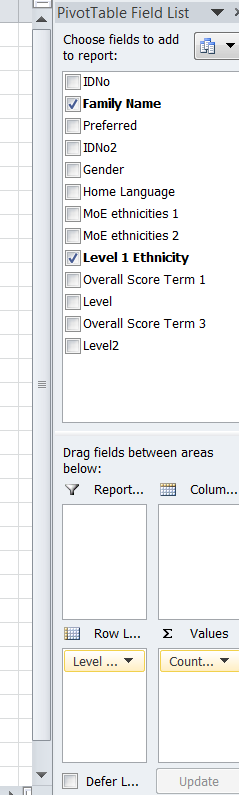 PivotTable Field List
Choose fields to add
to report:
IDNo
Family Name
Preferred
IDNo2
Gender
Home Language
MoE ethnicities 1
MoE ethnicities 2
Level 1 Ethnicity
Overall Score Term 1
Level
Overall Score Term 3
Level2
Drag fields between areas
below:
Report... Colum...
Row L... Σ Values
Level ... Count...
Defer L... Update